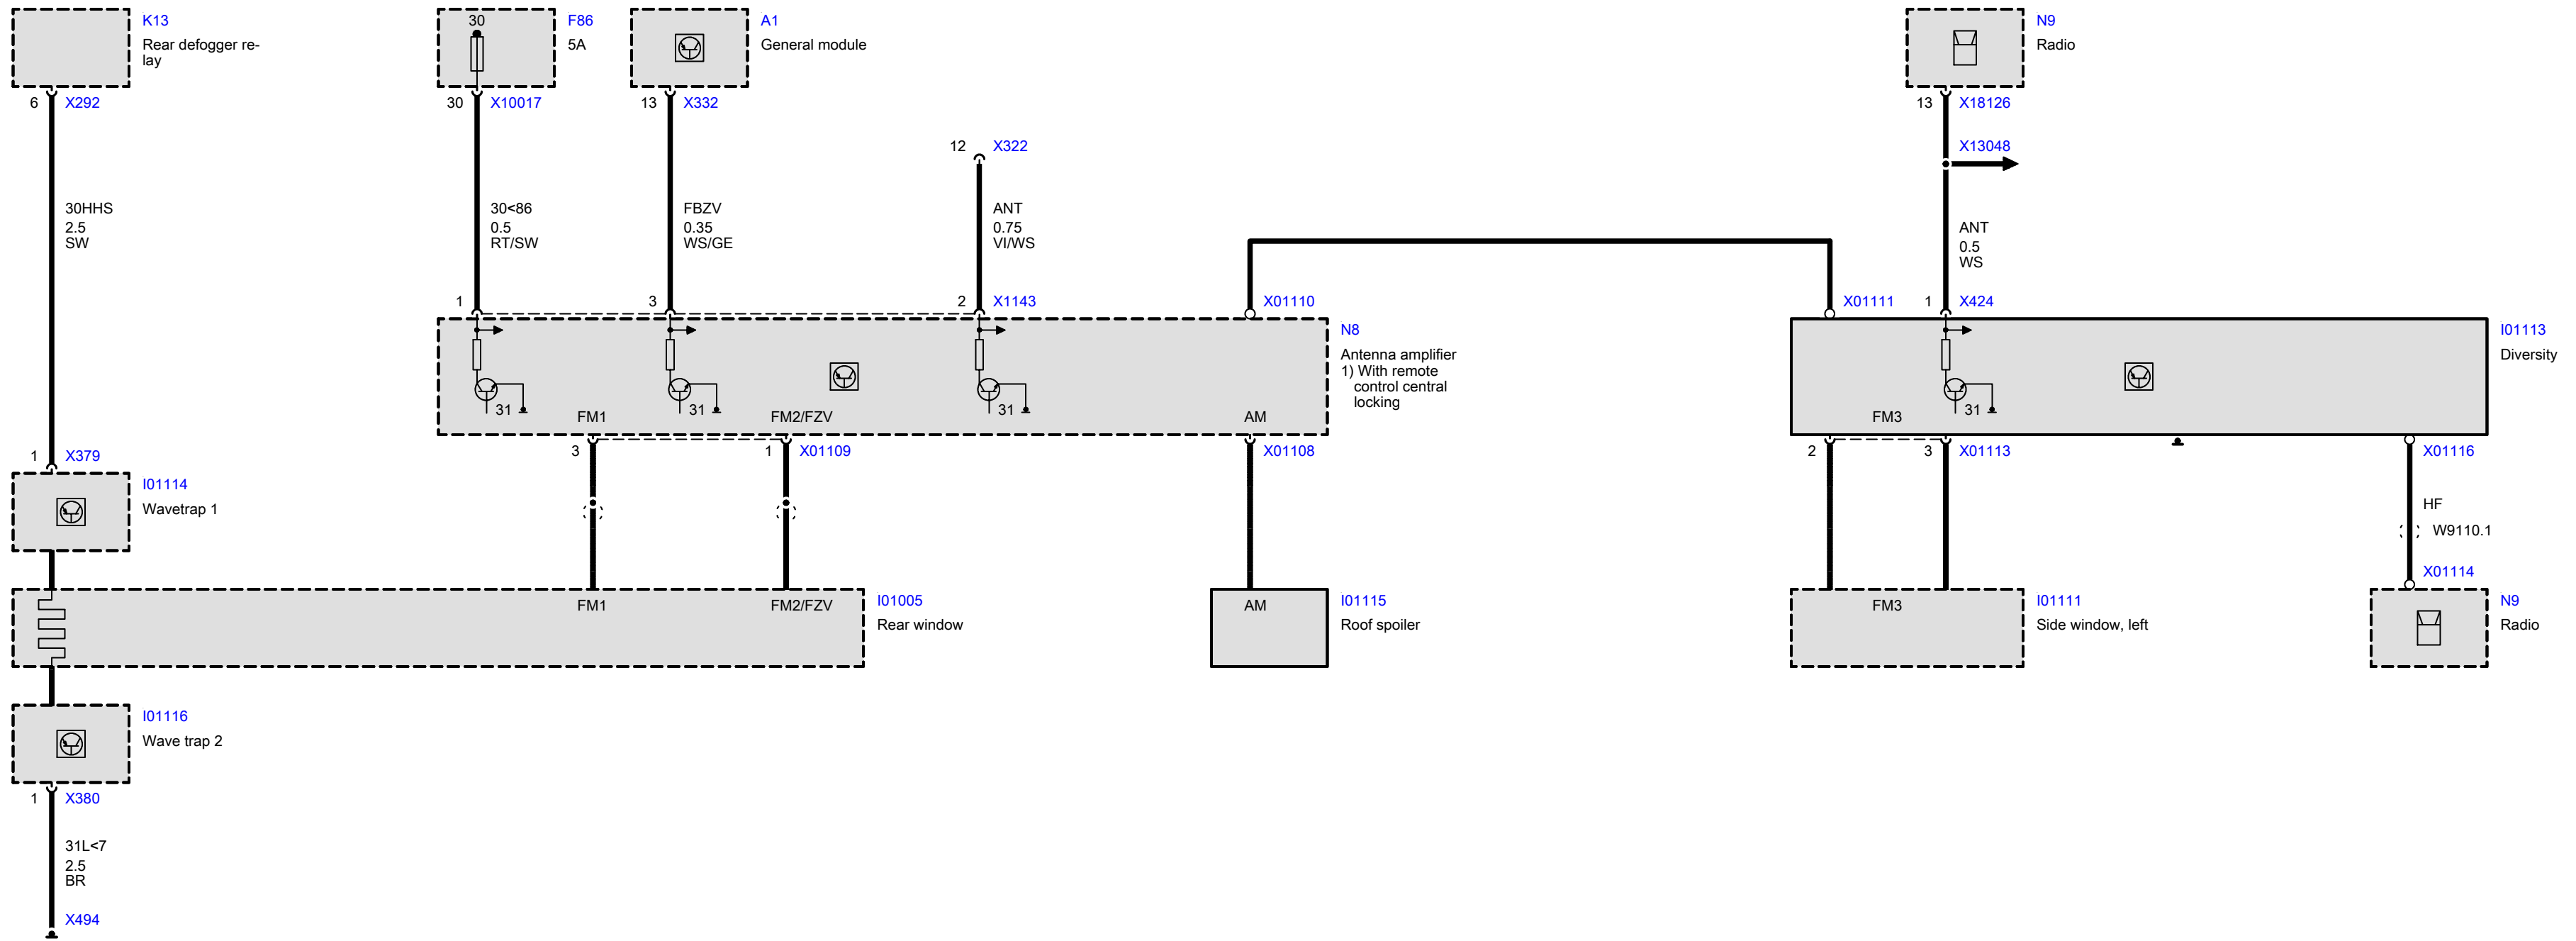 K13
Rear defogger re-
lay
30
F86
5A
A1
General module
N9
Radio
6 X292
30 X10017
13 X332
13 X18126
12 X322
X13048
30HHS
2.5
SW
30<86
0.5
RT/SW
FBZV
0.35
WS/GE
ANT
0.75
VI/WS
ANT
0.5
WS
1
3
2 X1143
X01110
X01111
1 X424
N8
Antenna amplifier
1) With remote
control central
locking
I01113
Diversity
31
31
31
31
FM1
FM2/FZV
AM
FM3
1 X379
3
1 X01109
X01108
2
3 X01113
X01116
I01114
Wavetrap 1
HF
W9110.1
X01114
FM1
FM2/FZV
I01005
Rear window
AM
I01115
Roof spoiler
FM3
I01111
Side window, left
N9
Radio
I01116
Wave trap 2
1 X380
31L<7
2.5
BR
X494